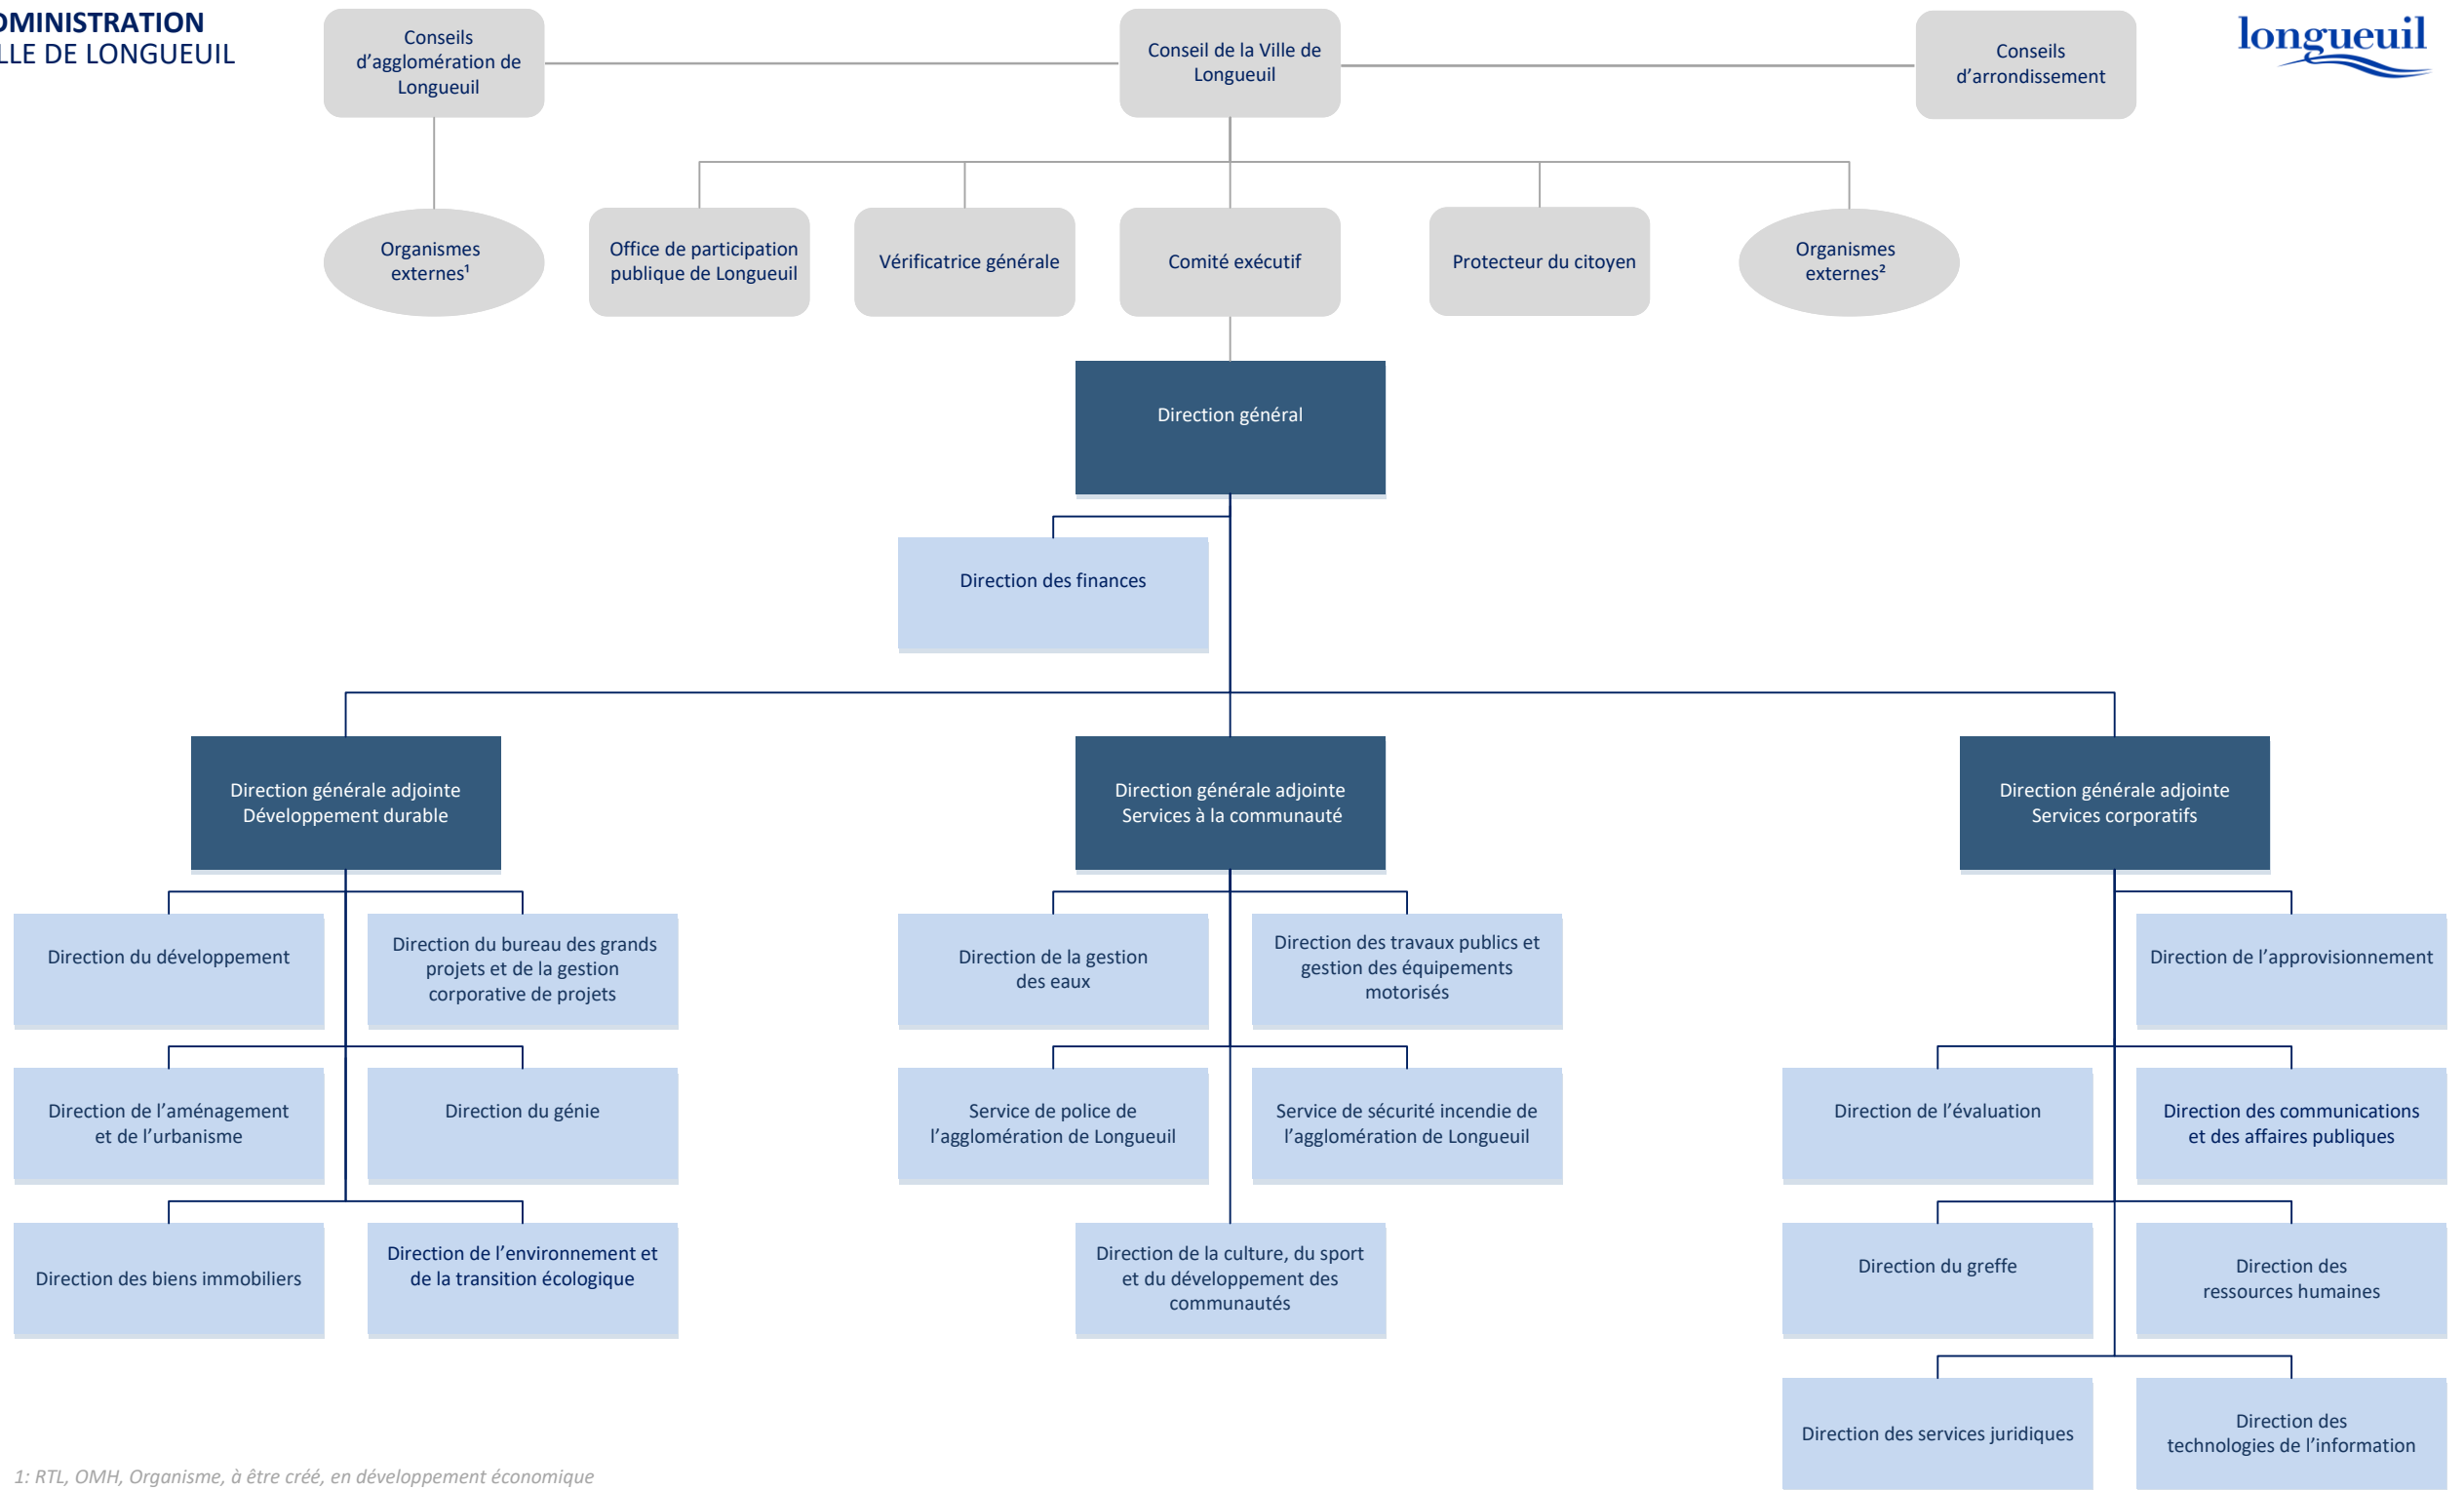 DMINISTRATION
LLE DE LONGUEUIL
Conseils
d’agglomération de
Longueuil
Conseil de la Ville de
Longueuil
Conseils
d’arrondissement
longueuil
Organismes
externes¹
Office de participation
publique de Longueuil
Vérificatrice générale
Comité exécutif
Protecteur du citoyen
Organismes
externes²
Direction général
Direction des finances
Direction générale adjointe
Développement durable
Direction générale adjointe
Services à la communauté
Direction générale adjointe
Services corporatifs
Direction du développement
Direction du bureau des grands
projets et de la gestion
corporative de projets
Direction de la gestion
des eaux
Direction des travaux publics et
gestion des équipements
motorisés
Direction de l’approvisionnement
Direction de l’aménagement
et de l’urbanisme
Direction du génie
Service de police de
l’agglomération de Longueuil
Service de sécurité incendie de
l’agglomération de Longueuil
Direction de l’évaluation
Direction des communications
et des affaires publiques
Direction des biens immobiliers
Direction de l’environnement et
de la transition écologique
Direction de la culture, du sport
et du développement des
communautés
Direction du greffe
Direction des
ressources humaines
Direction des services juridiques
Direction des
technologies de l’information
1: RTL, OMH, Organisme, à être créé, en développement économique